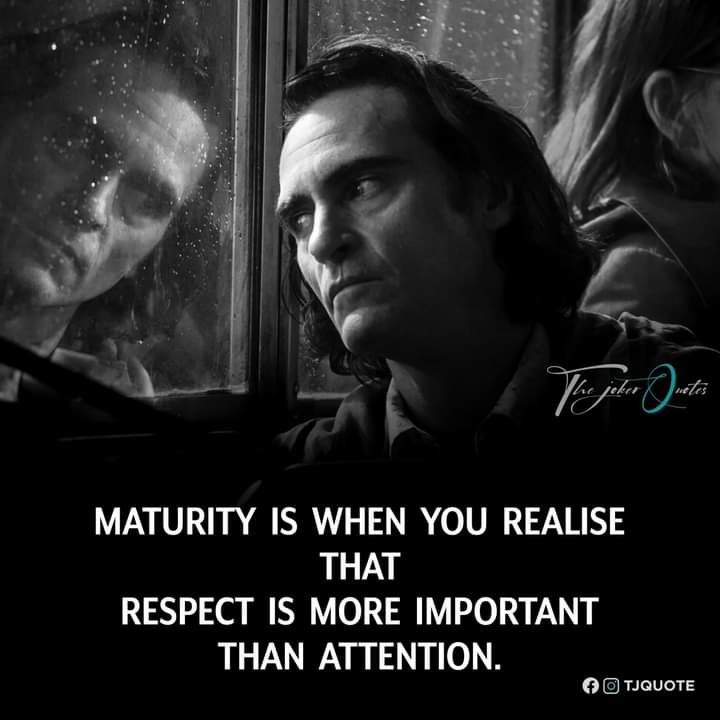 The joker Quotes
MATURITY IS WHEN YOU REALISE
THAT
RESPECT IS MORE IMPORTANT
THAN ATTENTION.
TJQUOTE